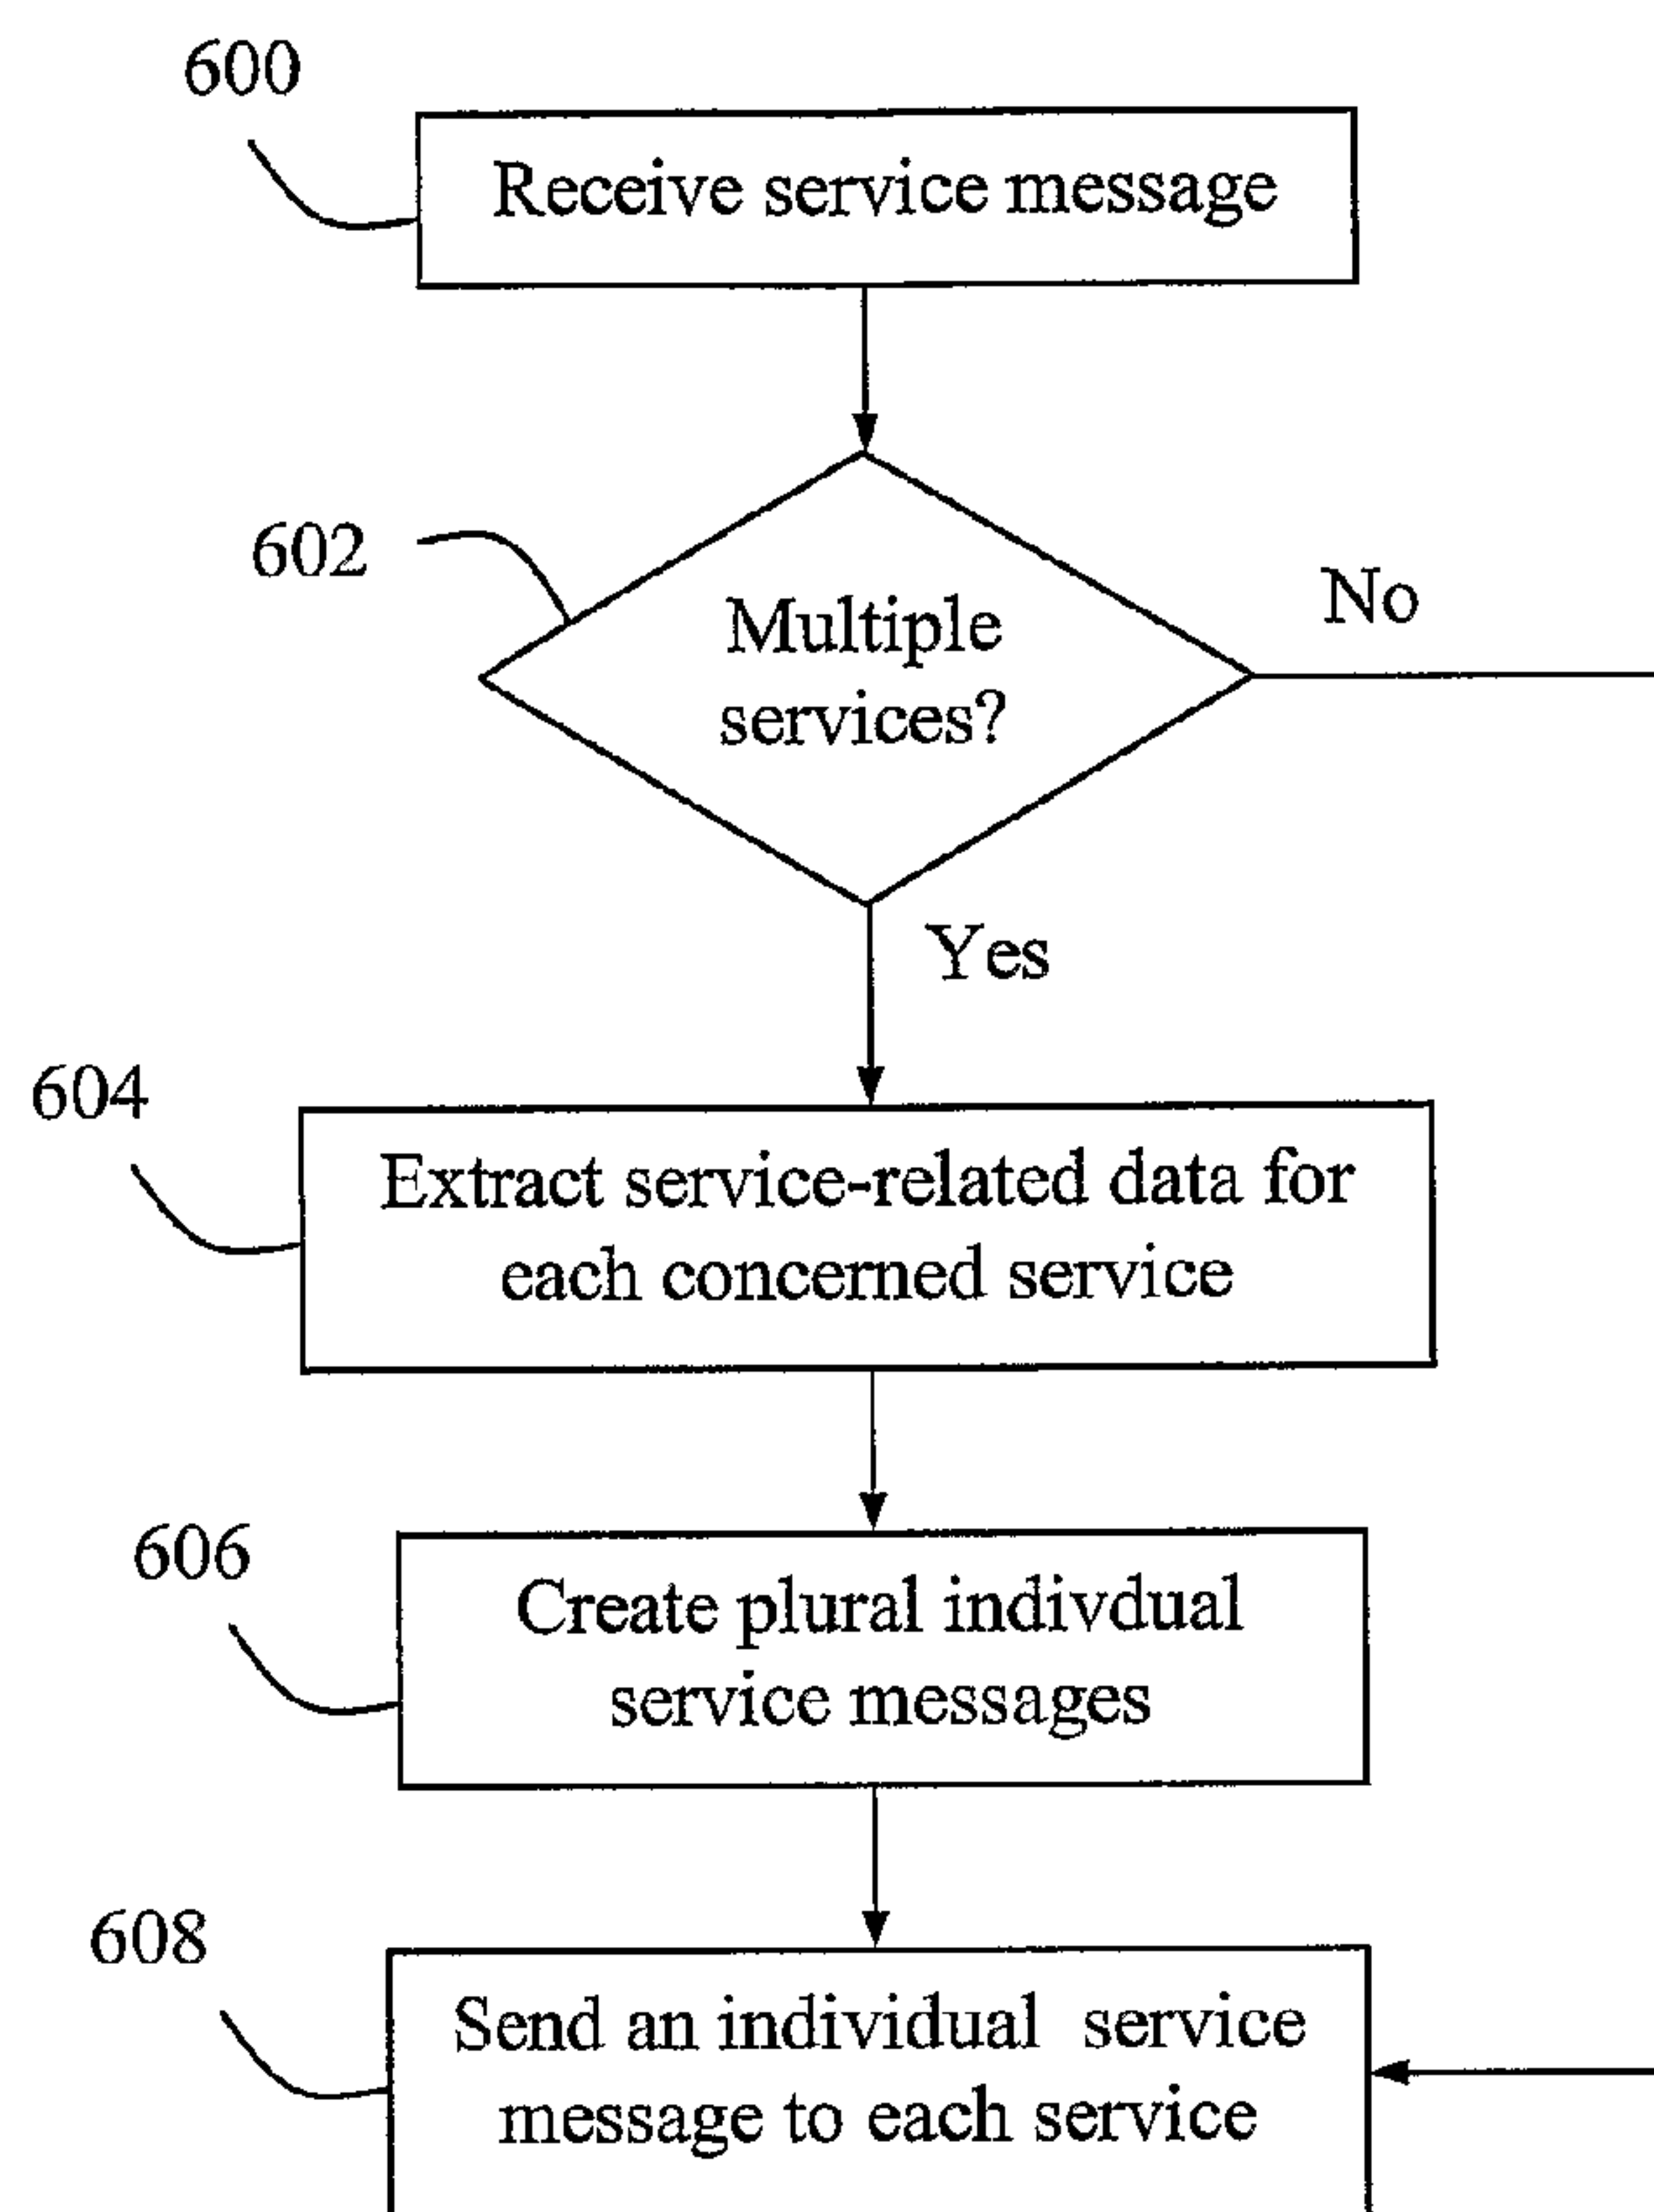 600
Receive service message
602
Multiple
services?
No
Yes
604
Extract service-related data for
each concerned service
606
Create plural indivdual
service messages
608
Send an individual service
message to each service